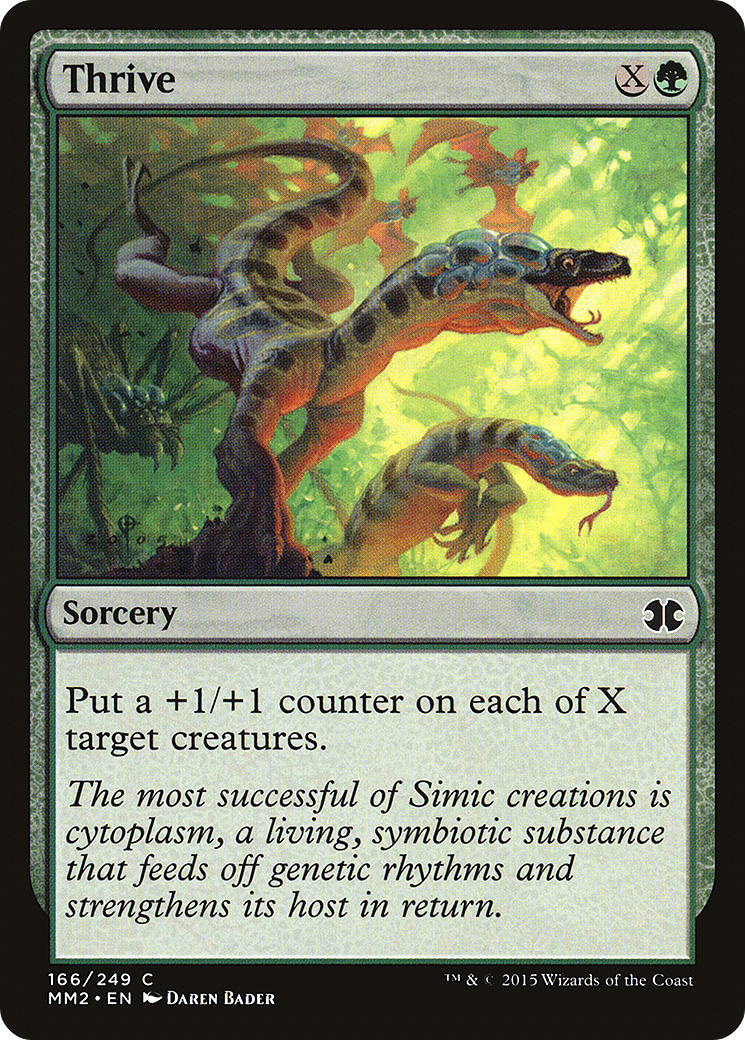 Thrive
X
2005
Sorcery
Put a +1/+1 counter on each of X
target creatures.
The most successful of Simic creations is
cytoplasm, a living, symbiotic substance
that feeds off genetic rhythms and
strengthens its host in return.
166/249 C
MM2 • EN Daren Bader
™ & © 2015 Wizards of the Coast